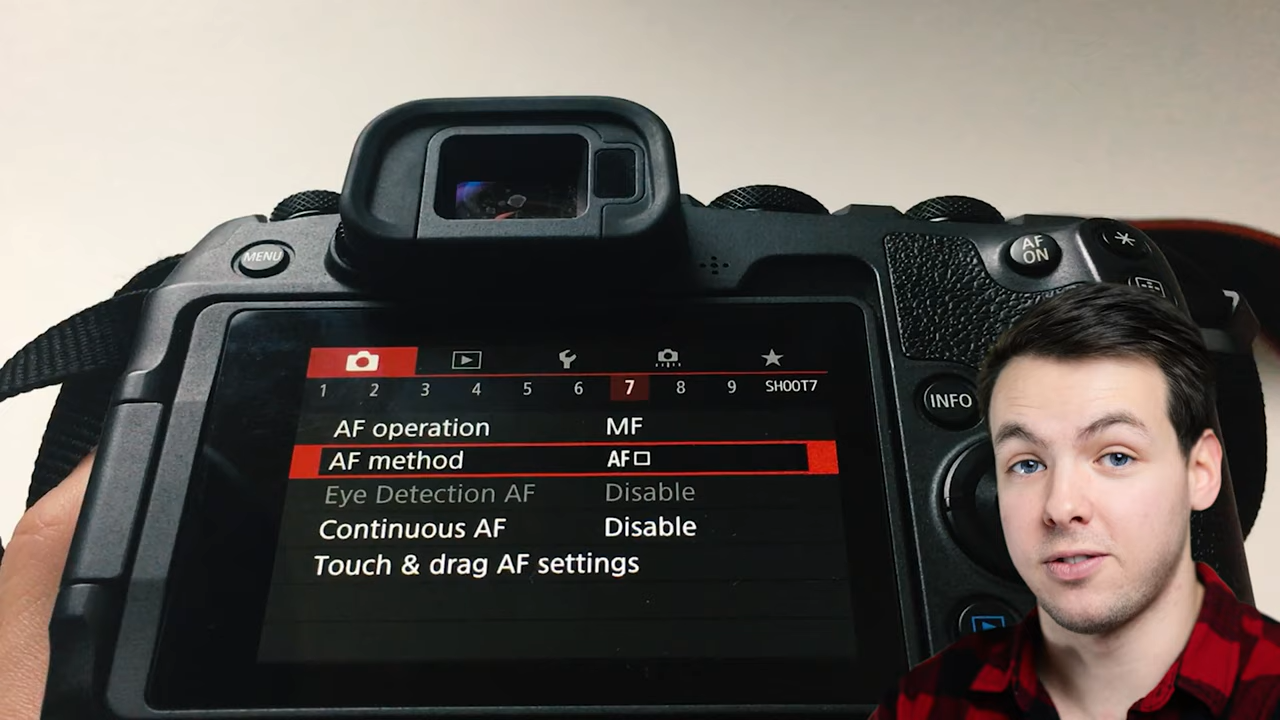 MENU
AF
ON
INFO
1 2 3 4 5 6 7 8 9 SHOOT7
AF operation MF
AF method AF
Eye Detection AF Disable
Continuous AF Disable
Touch & drag AF settings